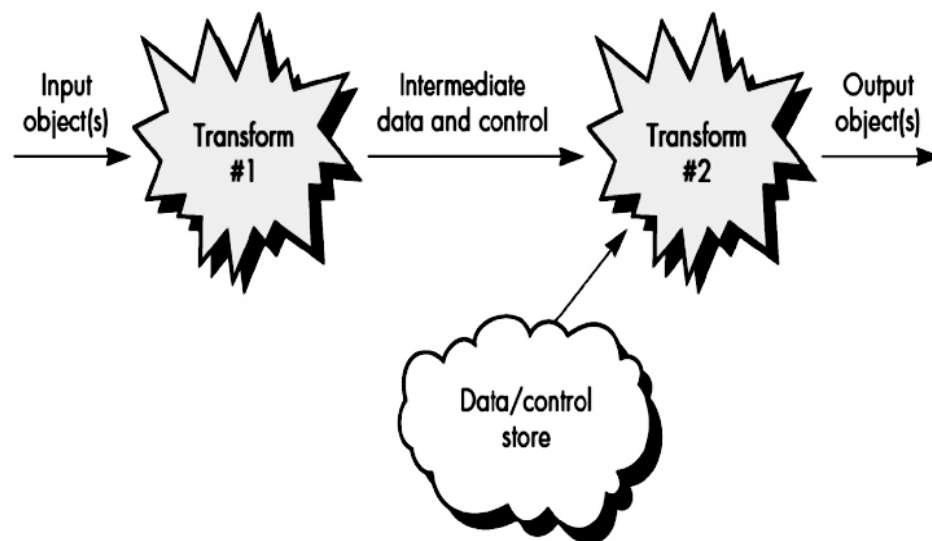 Input
object(s)
Transform
#1
Intermediate
data and control
Transform
#2
Output
object(s)
Data/control
store